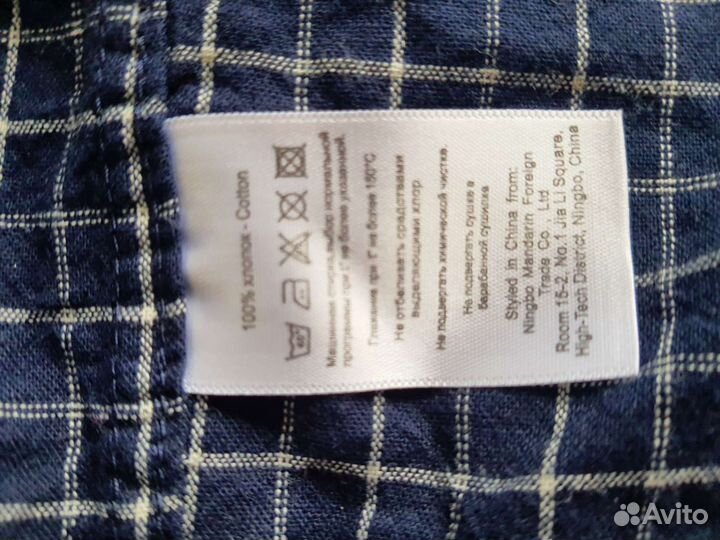 100% хлопок - Cotton
40
Машинная стирка, выбор нормальной
программы при t° не более указанной.
Глажение при t° не более 150°C
Не отбеливать средствами
выделяющими хлор
Не подвергать химической чистке.
Не подвергать сушке в
барабанной сушилке
Styled in China from:
Ningbo Mandarin Foreign
Trade Co., Ltd
Room 15-2, No.1 Jia Li Square,
High-Tech District, Ningbo, China
Avito